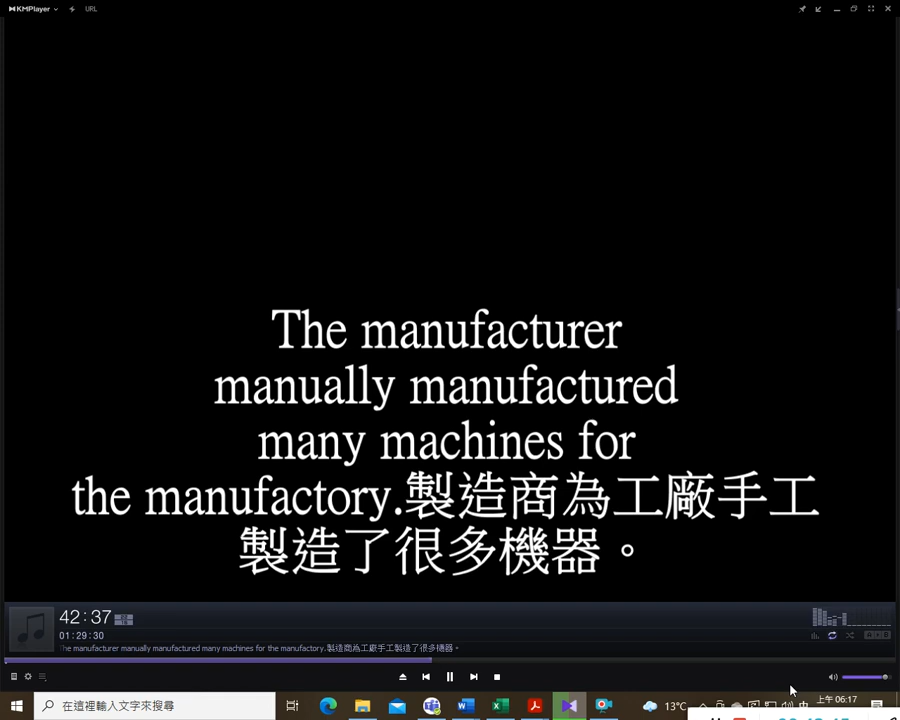 KMPlayer URL
The manufacturer
manually manufactured
many machines for
the manufactory.製造商為工廠手工
製造了很多機器。
42:37
01:29:30
The manufacturer manually manufactured many machines for the manufactory.製造商為工廠手工製造了很多機器。
在這裡輸入文字來搜尋
13°C
中
上午 06:17